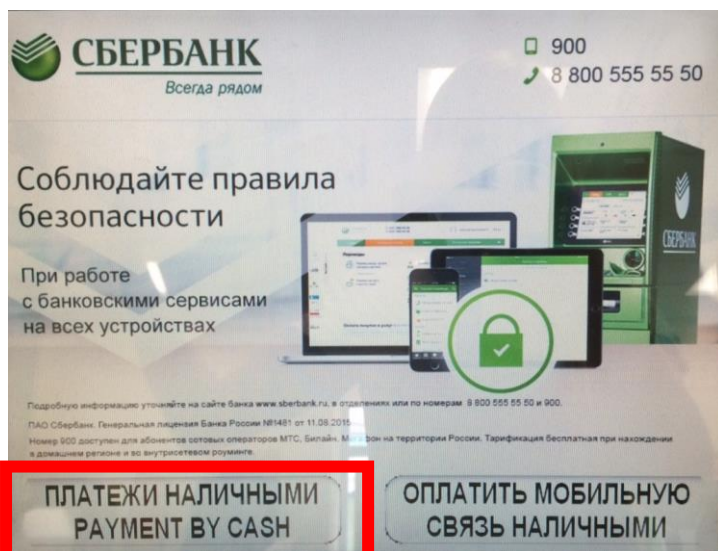 СБЕРБАНК
Всегда рядом
900
8 800 555 55 50
Соблюдайте правила
безопасности
При работе
с банковскими сервисами
на всех устройствах
СБЕРБАНК
Подробную информацию уточняйте на сайте банка www.sberbank.ru, в отделениях или по номерам 8 800 555 55 50 и 900.
ПАО Сбербанк. Генеральная лицензия Банка России №1481 от 11.08.2015
Номер 900 доступен для абонентов сотовых операторов МТС, Билайн, Мегафон на территории России. Тарификация бесплатная при нахождении
в домашнем регионе и во внутрисетевом роуминге.
ПЛАТЕЖИ НАЛИЧНЫМИ
PAYMENT BY CASH
ОПЛАТИТЬ МОБИЛЬНУЮ
СВЯЗЬ НАЛИЧНЫМИ